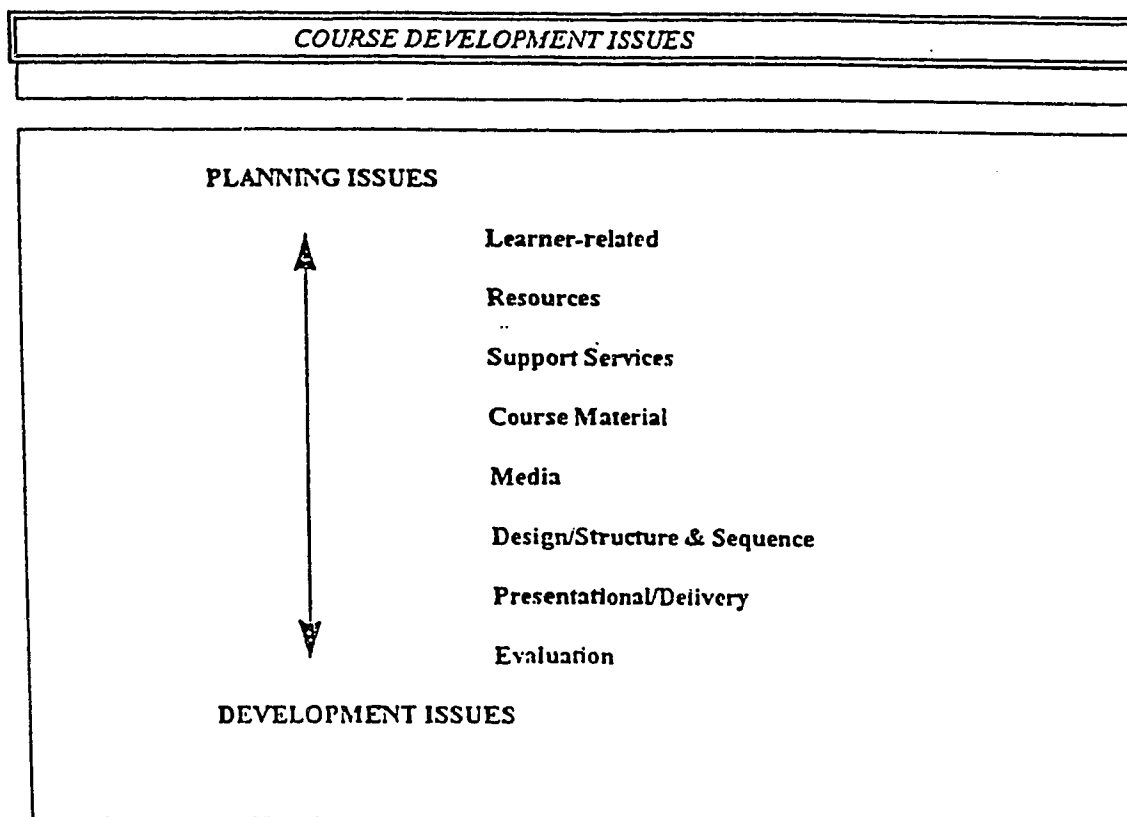 COURSE DEVELOPMENT ISSUES
PLANNING ISSUES
Learner-related
Resources
Support Services
Course Material
Media
Design/Structure & Sequence
Presentational/Delivery
Evaluation
DEVELOPMENT ISSUES